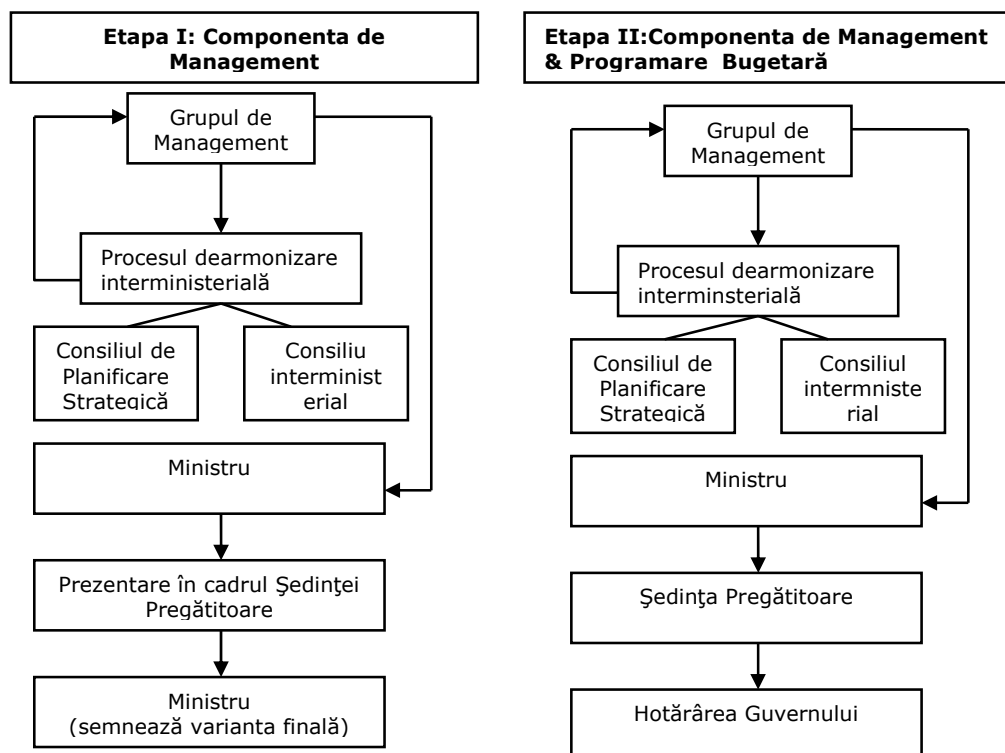 Etapa I: Componenta de
Management
Grupul de
Management
Procesul dearmonizare
interministerială
Consiliul de
Planificare
Strategică
Consiliu
interminist
erial
Ministru
Prezentare în cadrul Şedinţei
Pregătitoare
Ministru
(semnează varianta finală)
Etapa II:Componenta de Management
& Programare Bugetară
Grupul de
Management
Procesul dearmonizare
interminsterială
Consiliul de
Planificare
Strategică
Consiliul
intermniste
rial
Ministru
Şedinţa Pregătitoare
Hotărârea Guvernului